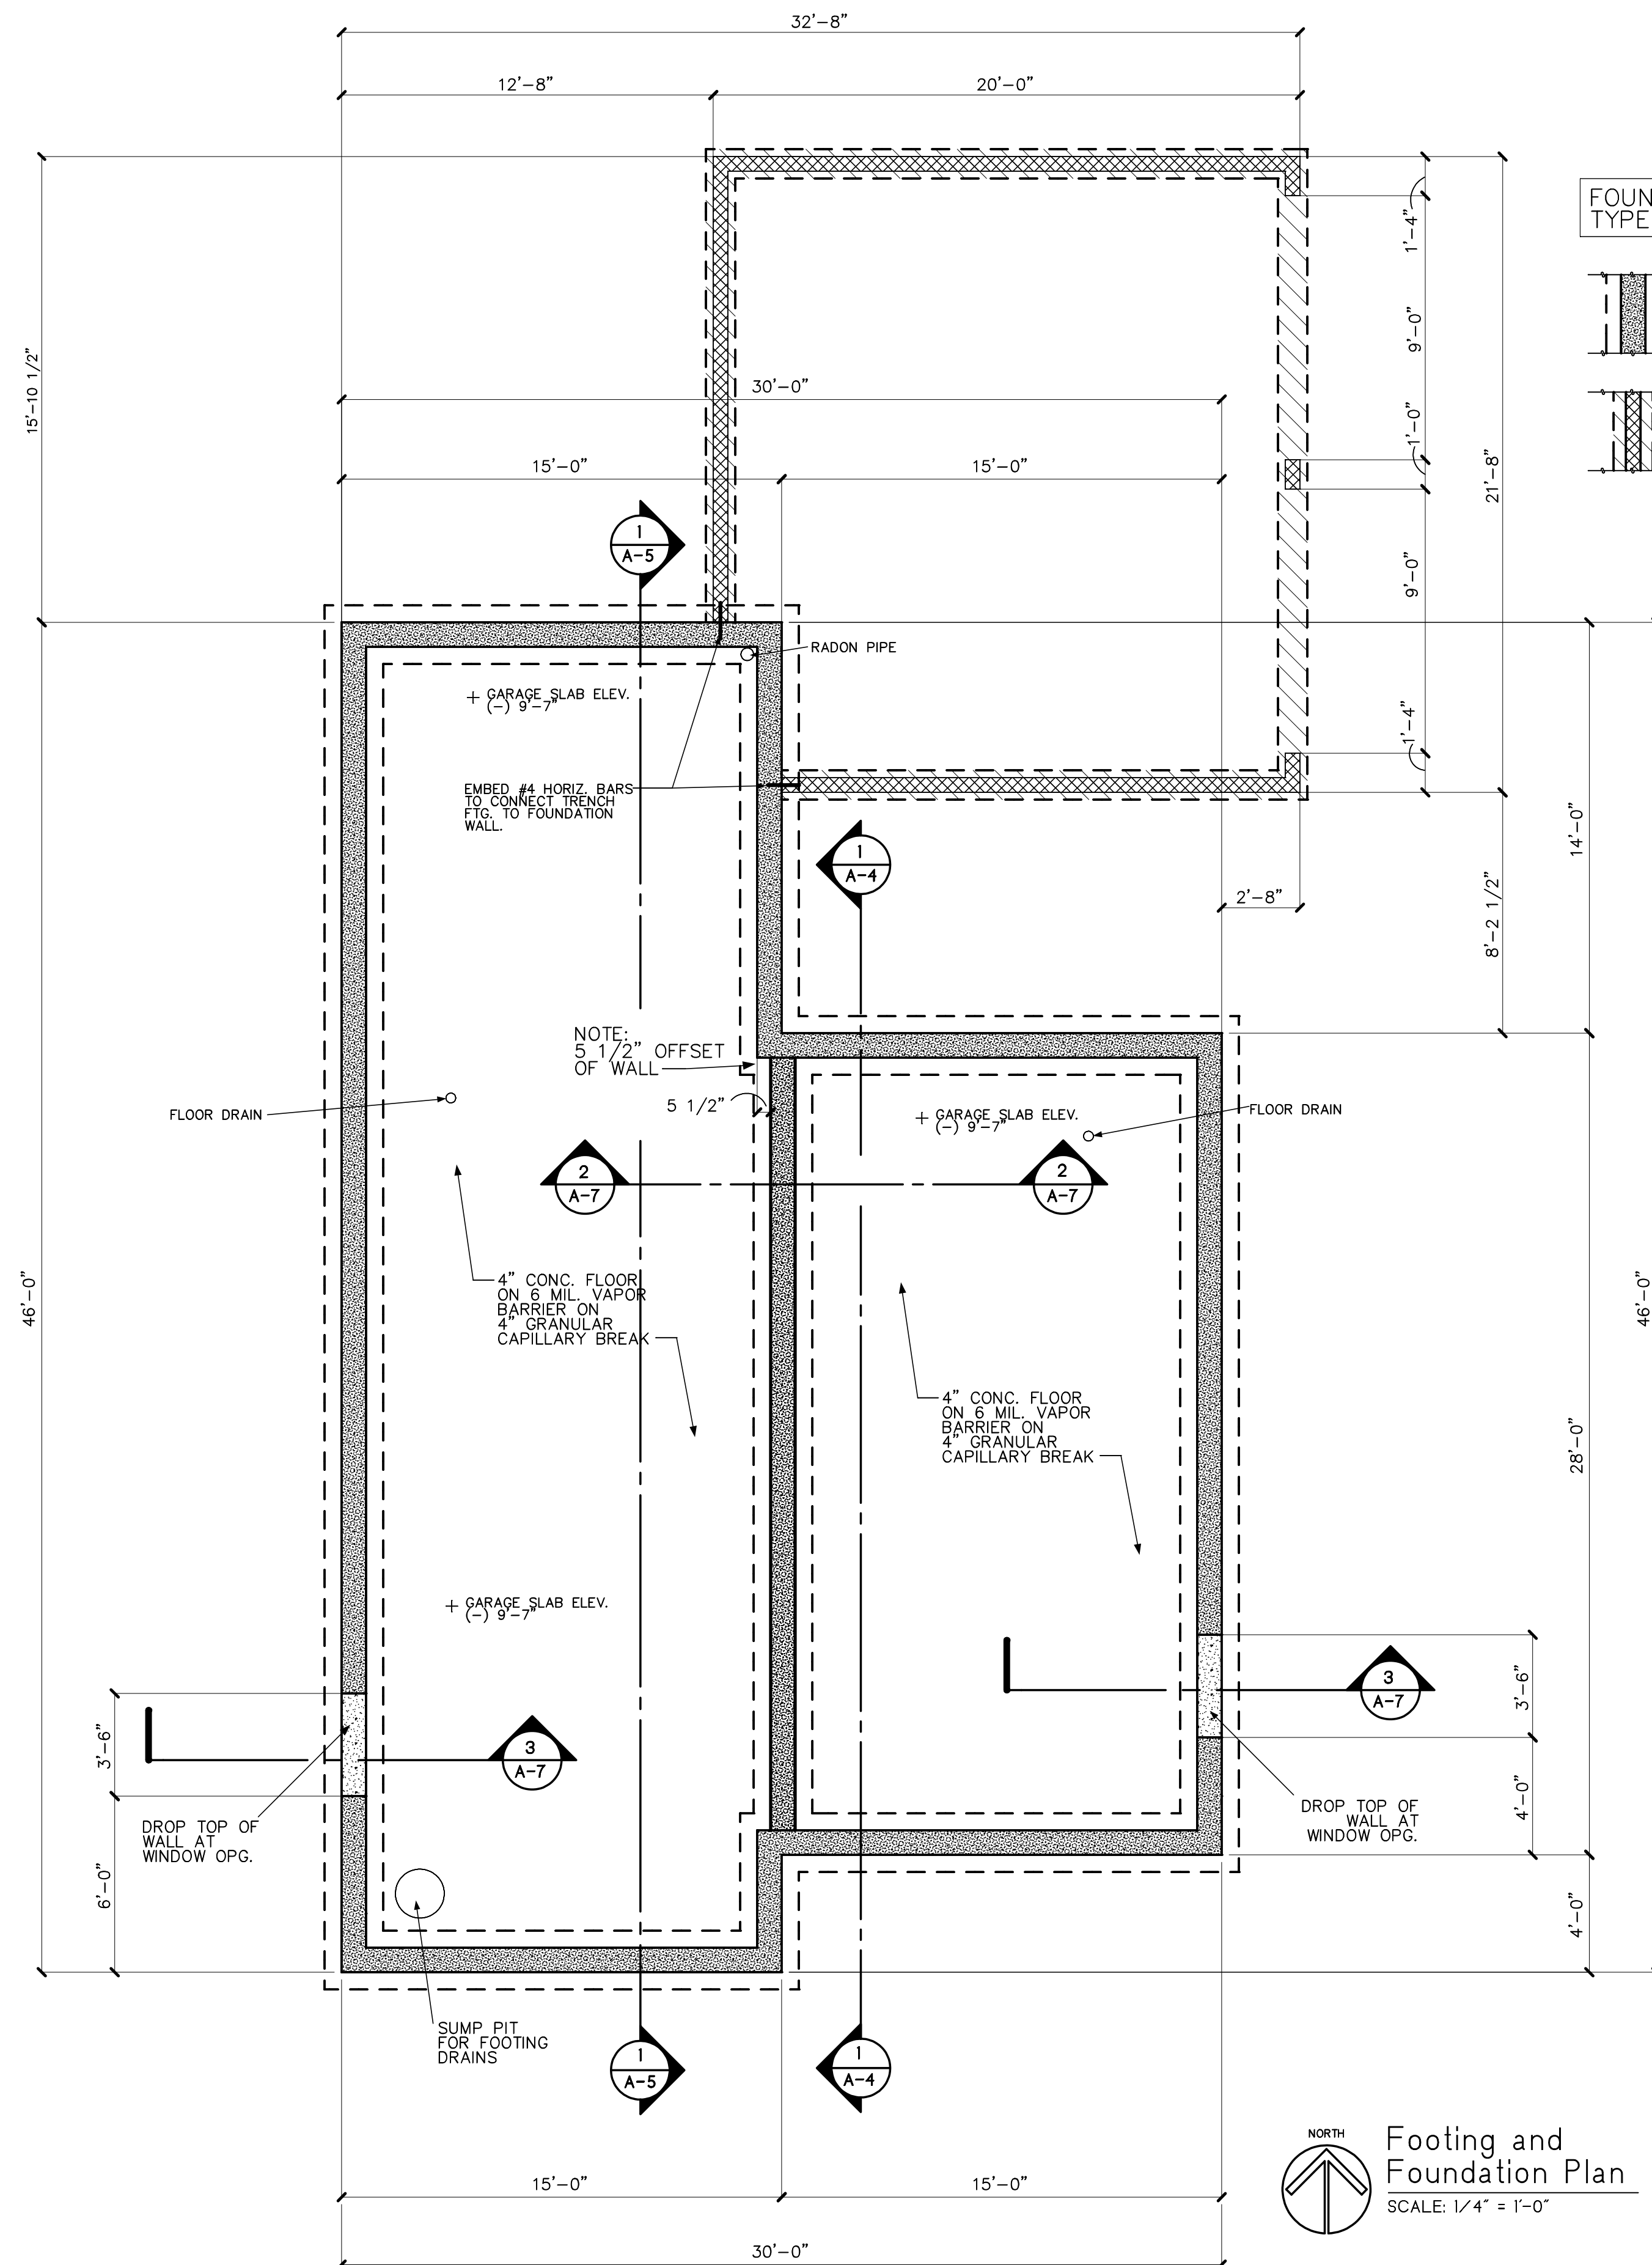 32'-8"
12'-8"
20'-0"
FOUN
TYPE
1'-4"
9'-0"
15'-10 1/2"
30'-0"
1'-0"
15'-0"
15'-0"
21'-8"
1
A-5
9'-0"
RADON PIPE
GARAGE SLAB ELEV.
(-) 9'-7"
1'-4"
EMBED #4 HORIZ. BARS
TO CONNECT TRENCH
FTG. TO FOUNDATION
WALL.
14'-0"
1
A-4
2'-8"
8'-2 1/2"
NOTE:
5 1/2" OFFSET
OF WALL
5 1/2"
FLOOR DRAIN
GARAGE SLAB ELEV.
(-) 9'-7"
FLOOR DRAIN
2
A-7
2
A-7
46'-0"
4" CONC. FLOOR
ON 6 MIL. VAPOR
BARRIER ON
4" GRANULAR
CAPILLARY BREAK
46'-0"
4" CONC. FLOOR
ON 6 MIL. VAPOR
BARRIER ON
4" GRANULAR
CAPILLARY BREAK
28'-0"
GARAGE SLAB ELEV.
(-) 9'-7"
3
A-7
3'-6"
3'-6"
3
A-7
DROP TOP OF
WALL AT
WINDOW OPG.
4'-0"
DROP TOP OF
WALL AT
WINDOW OPG.
6'-0"
4'-0"
SUMP PIT
FOR FOOTING
DRAINS
1
A-5
1
A-4
NORTH
Footing and
Foundation Plan
SCALE: 1/4" = 1'-0"
15'-0"
15'-0"
30'-0"